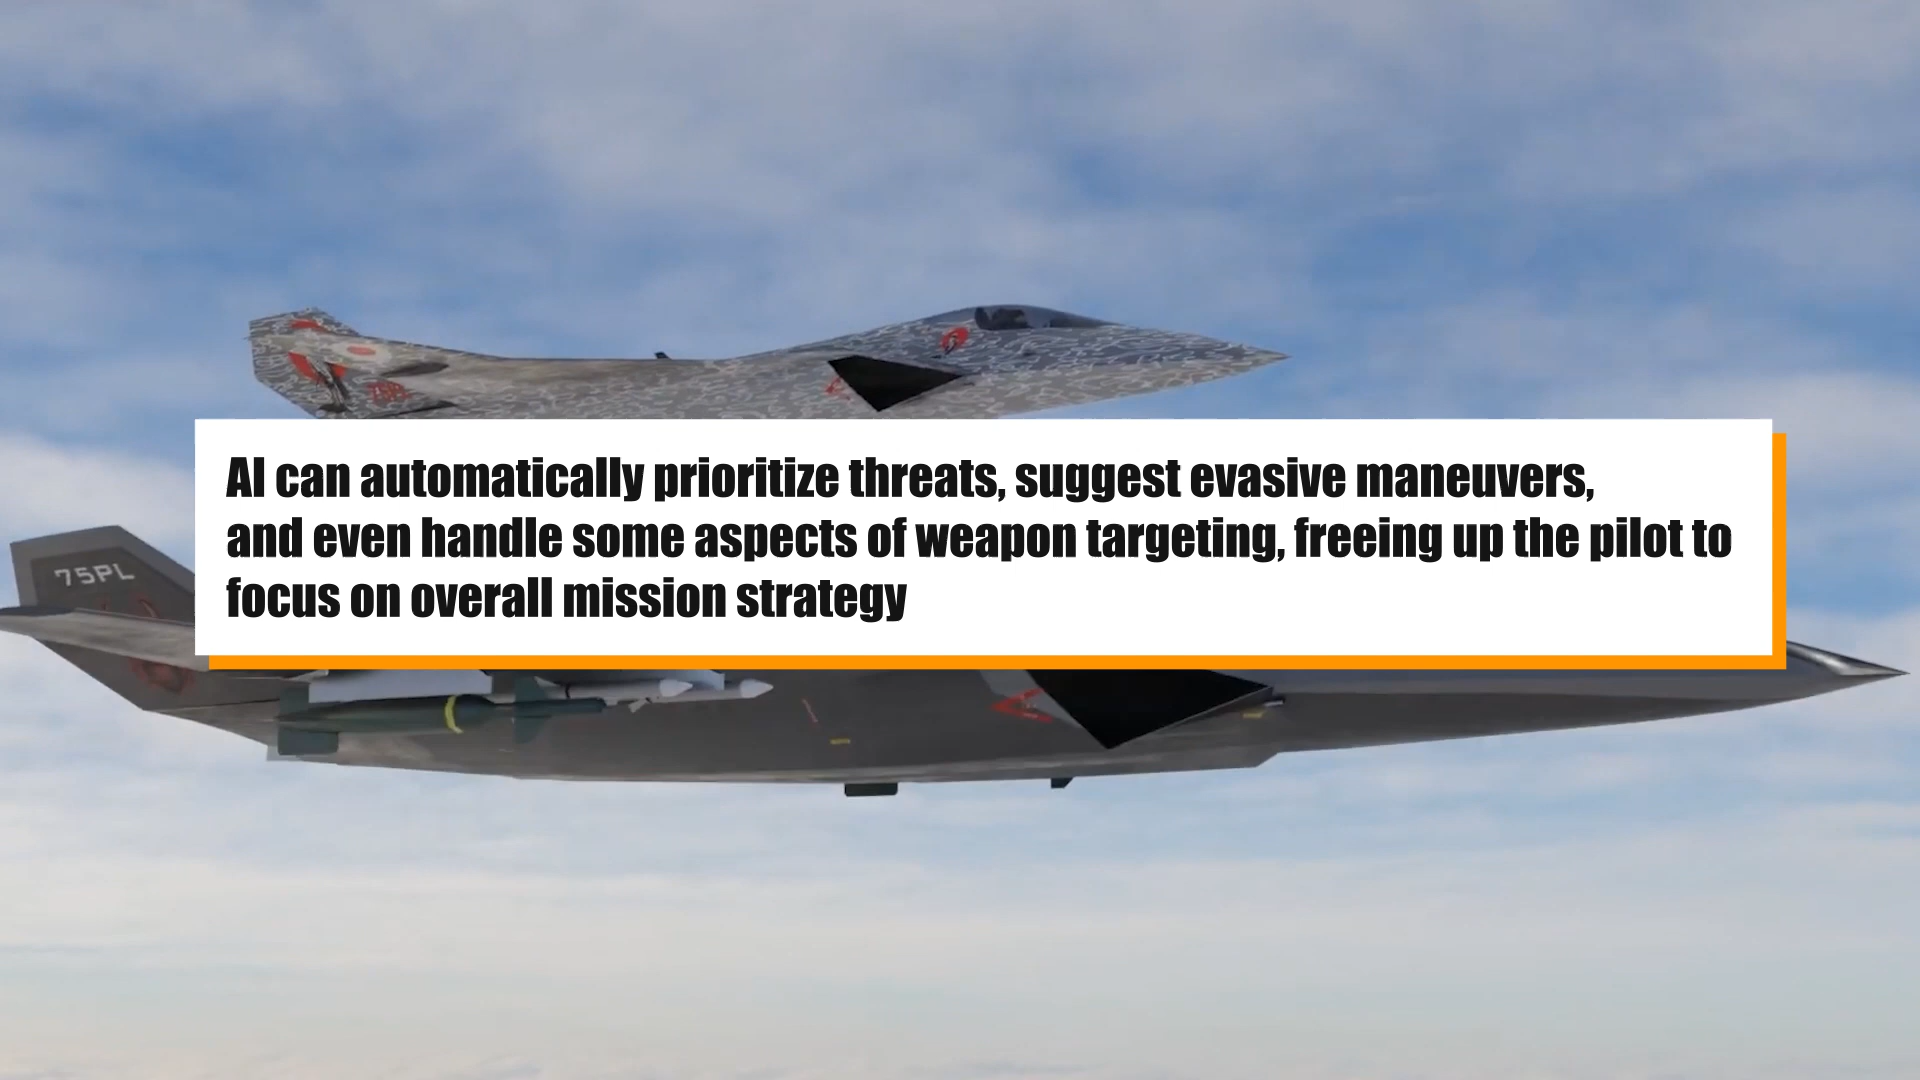 AI can automatically prioritize threats, suggest evasive maneuvers,
and even handle some aspects of weapon targeting, freeing up the pilot to
focus on overall mission strategy
75PL